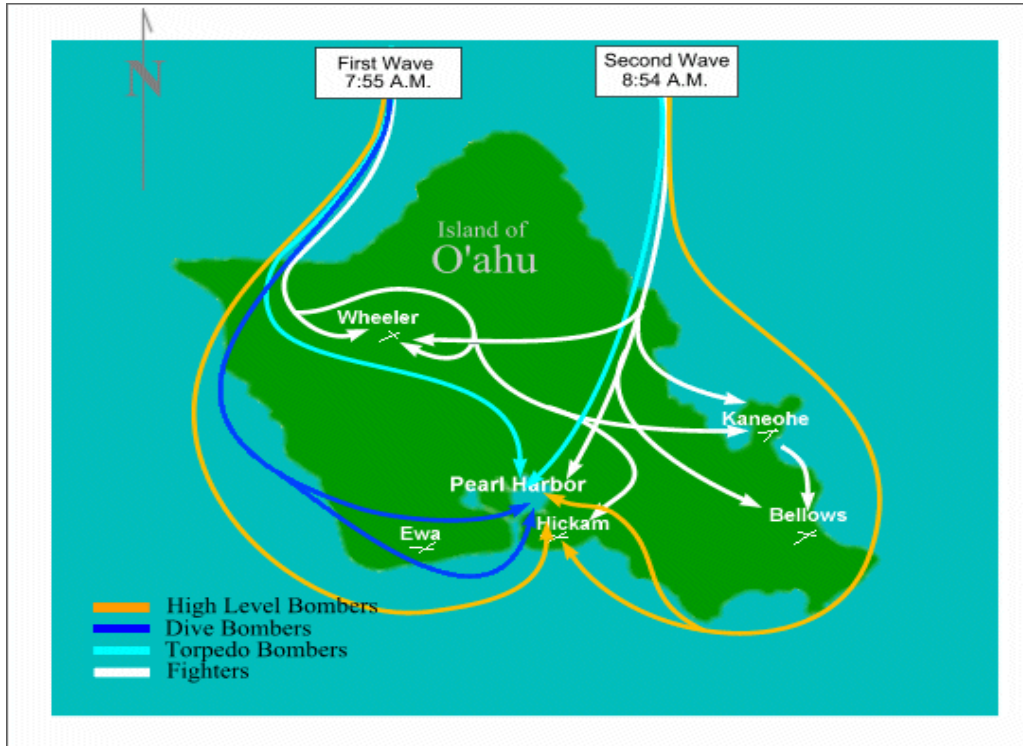 N
First Wave
7:55 A.M.
Second Wave
8:54 A.M.
Island of
O'ahu
Wheeler
Kaneohe
Pearl Harbor
Bellows
Hickam
Ewa
High Level Bombers
Dive Bombers
Torpedo Bombers
Fighters